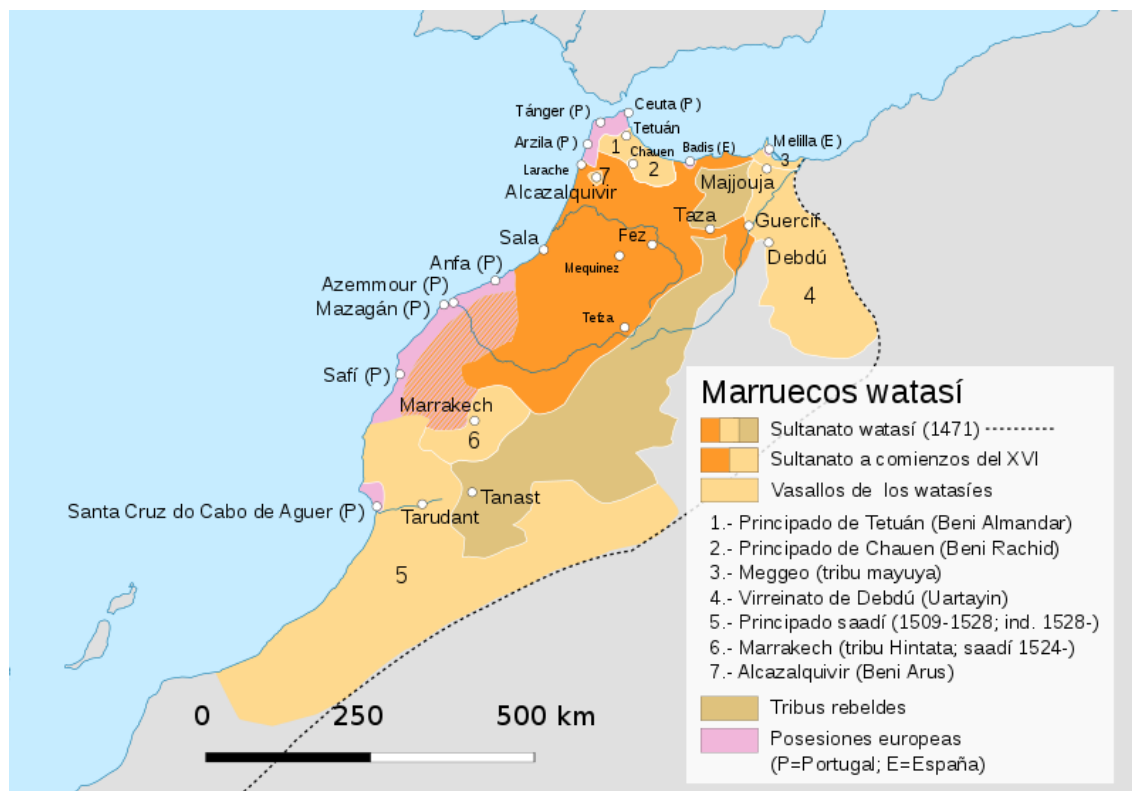 Tánger (P)
Ceuta (P)
Tetuán
Arzila (P)
1
Chauen
Badis (E)
Melilla (E)
3
Larache
7
2
Alcazalquivir
Majjouja
Taza
Guercif
Sala
Fez
Debdú
Anfa (P)
Mequinez
Azemmour (P)
4
Mazagán (P)
Tefza
Safí (P)
Marrakech
6
Tanast
Santa Cruz do Cabo de Aguer (P)
Tarudant
5
0 250 500 km
Marruecos watasí
Sultanato watasí (1471)
Sultanato a comienzos del XVI
Vasallos de los watasíes
1.- Principado de Tetuán (Beni Almandar)
2.- Principado de Chauen (Beni Rachid)
3.- Meggeo (tribu mayuya)
4.- Virreinato de Debdú (Uartayin)
5.- Principado saadí (1509-1528; ind. 1528-)
6.- Marrakech (tribu Hintata; saadí 1524-)
7.- Alcazalquivir (Beni Arus)
Tribus rebeldes
Posesiones europeas
(P=Portugal; E=España)